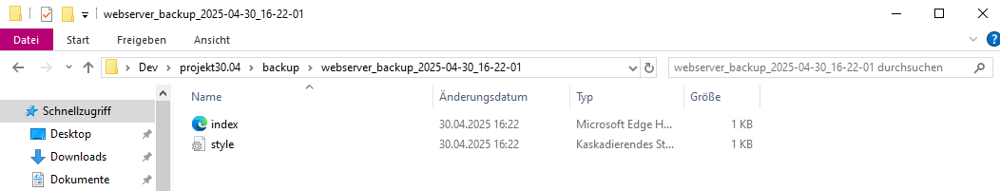 webserver_backup_2025-04-30_16-22-01
Datei Start Freigeben Ansicht
Dev projekt30.04 backup webserver_backup_2025-04-30_16-22-01 webserver_backup_2025-04-30_16-22-01 durchsuchen
Schnellzugriff
Desktop
Downloads
Dokumente
Name Änderungsdatum Typ Größe
index 30.04.2025 16:22 Microsoft Edge H... 1 KB
style 30.04.2025 16:22 Kaskadierendes St... 1 KB